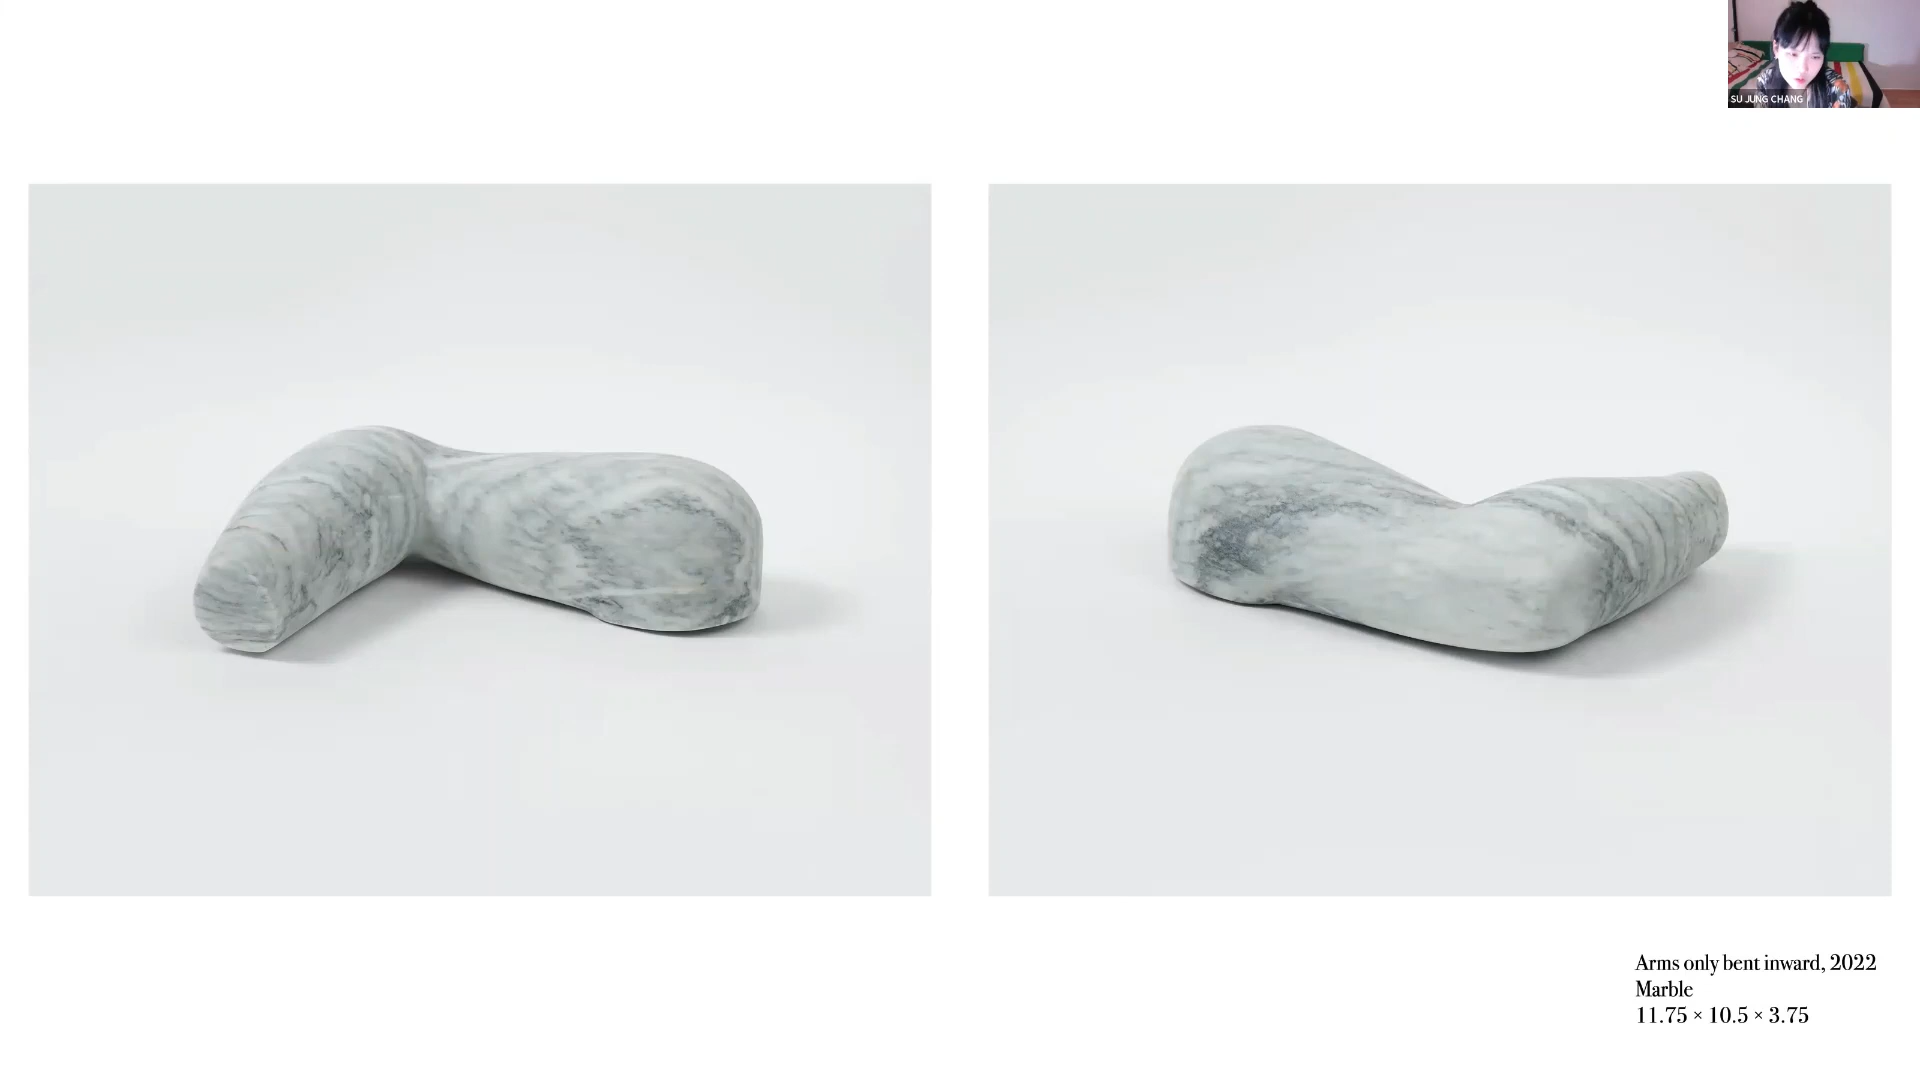 SU JUNG CHANG
Arms only bent inward, 2022
Marble
11.75 × 10.5 × 3.75